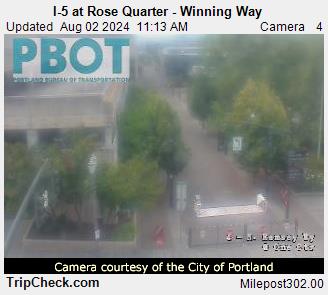 I-5 at Rose Quarter - Winning Way
Updated Aug 02 2024 11:13 AM Camera 4
PBOT
PORTLAND BUREAU OF TRANSPORTATION
Camera courtesy of the City of Portland
TripCheck.com Milepost302.00